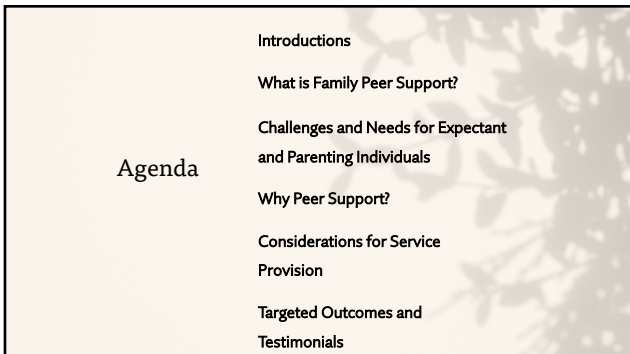 Agenda
Introductions
What is Family Peer Support?
Challenges and Needs for Expectant
and Parenting Individuals
Why Peer Support?
Considerations for Service
Provision
Targeted Outcomes and
Testimonials